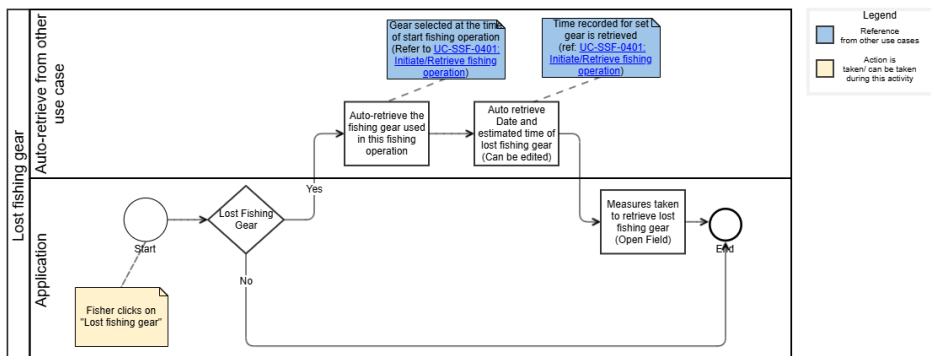 Lost fishing gear
Auto-retrieve from other
use case
Gear selected at the time
of start fishing operation
(Refer to UC-SSF-0401:
Initiate/Retrieve fishing
operation)
Time recorded for set
gear is retrieved
(ref: UC-SSF-0401:
Initiate/Retrieve fishing
operation)
Auto-retrieve the
fishing gear used
in this fishing
operation
Auto retrieve
Date and
estimated time of
lost fishing gear
(Can be edited)
Application
Start
Lost Fishing
Gear
Yes
No
Measures taken
to retrieve lost
fishing gear
(Open Field)
End
Fisher clicks on
"Lost fishing gear"
Legend
Reference
from other use cases
Action is
taken/ can be taken
during this activity